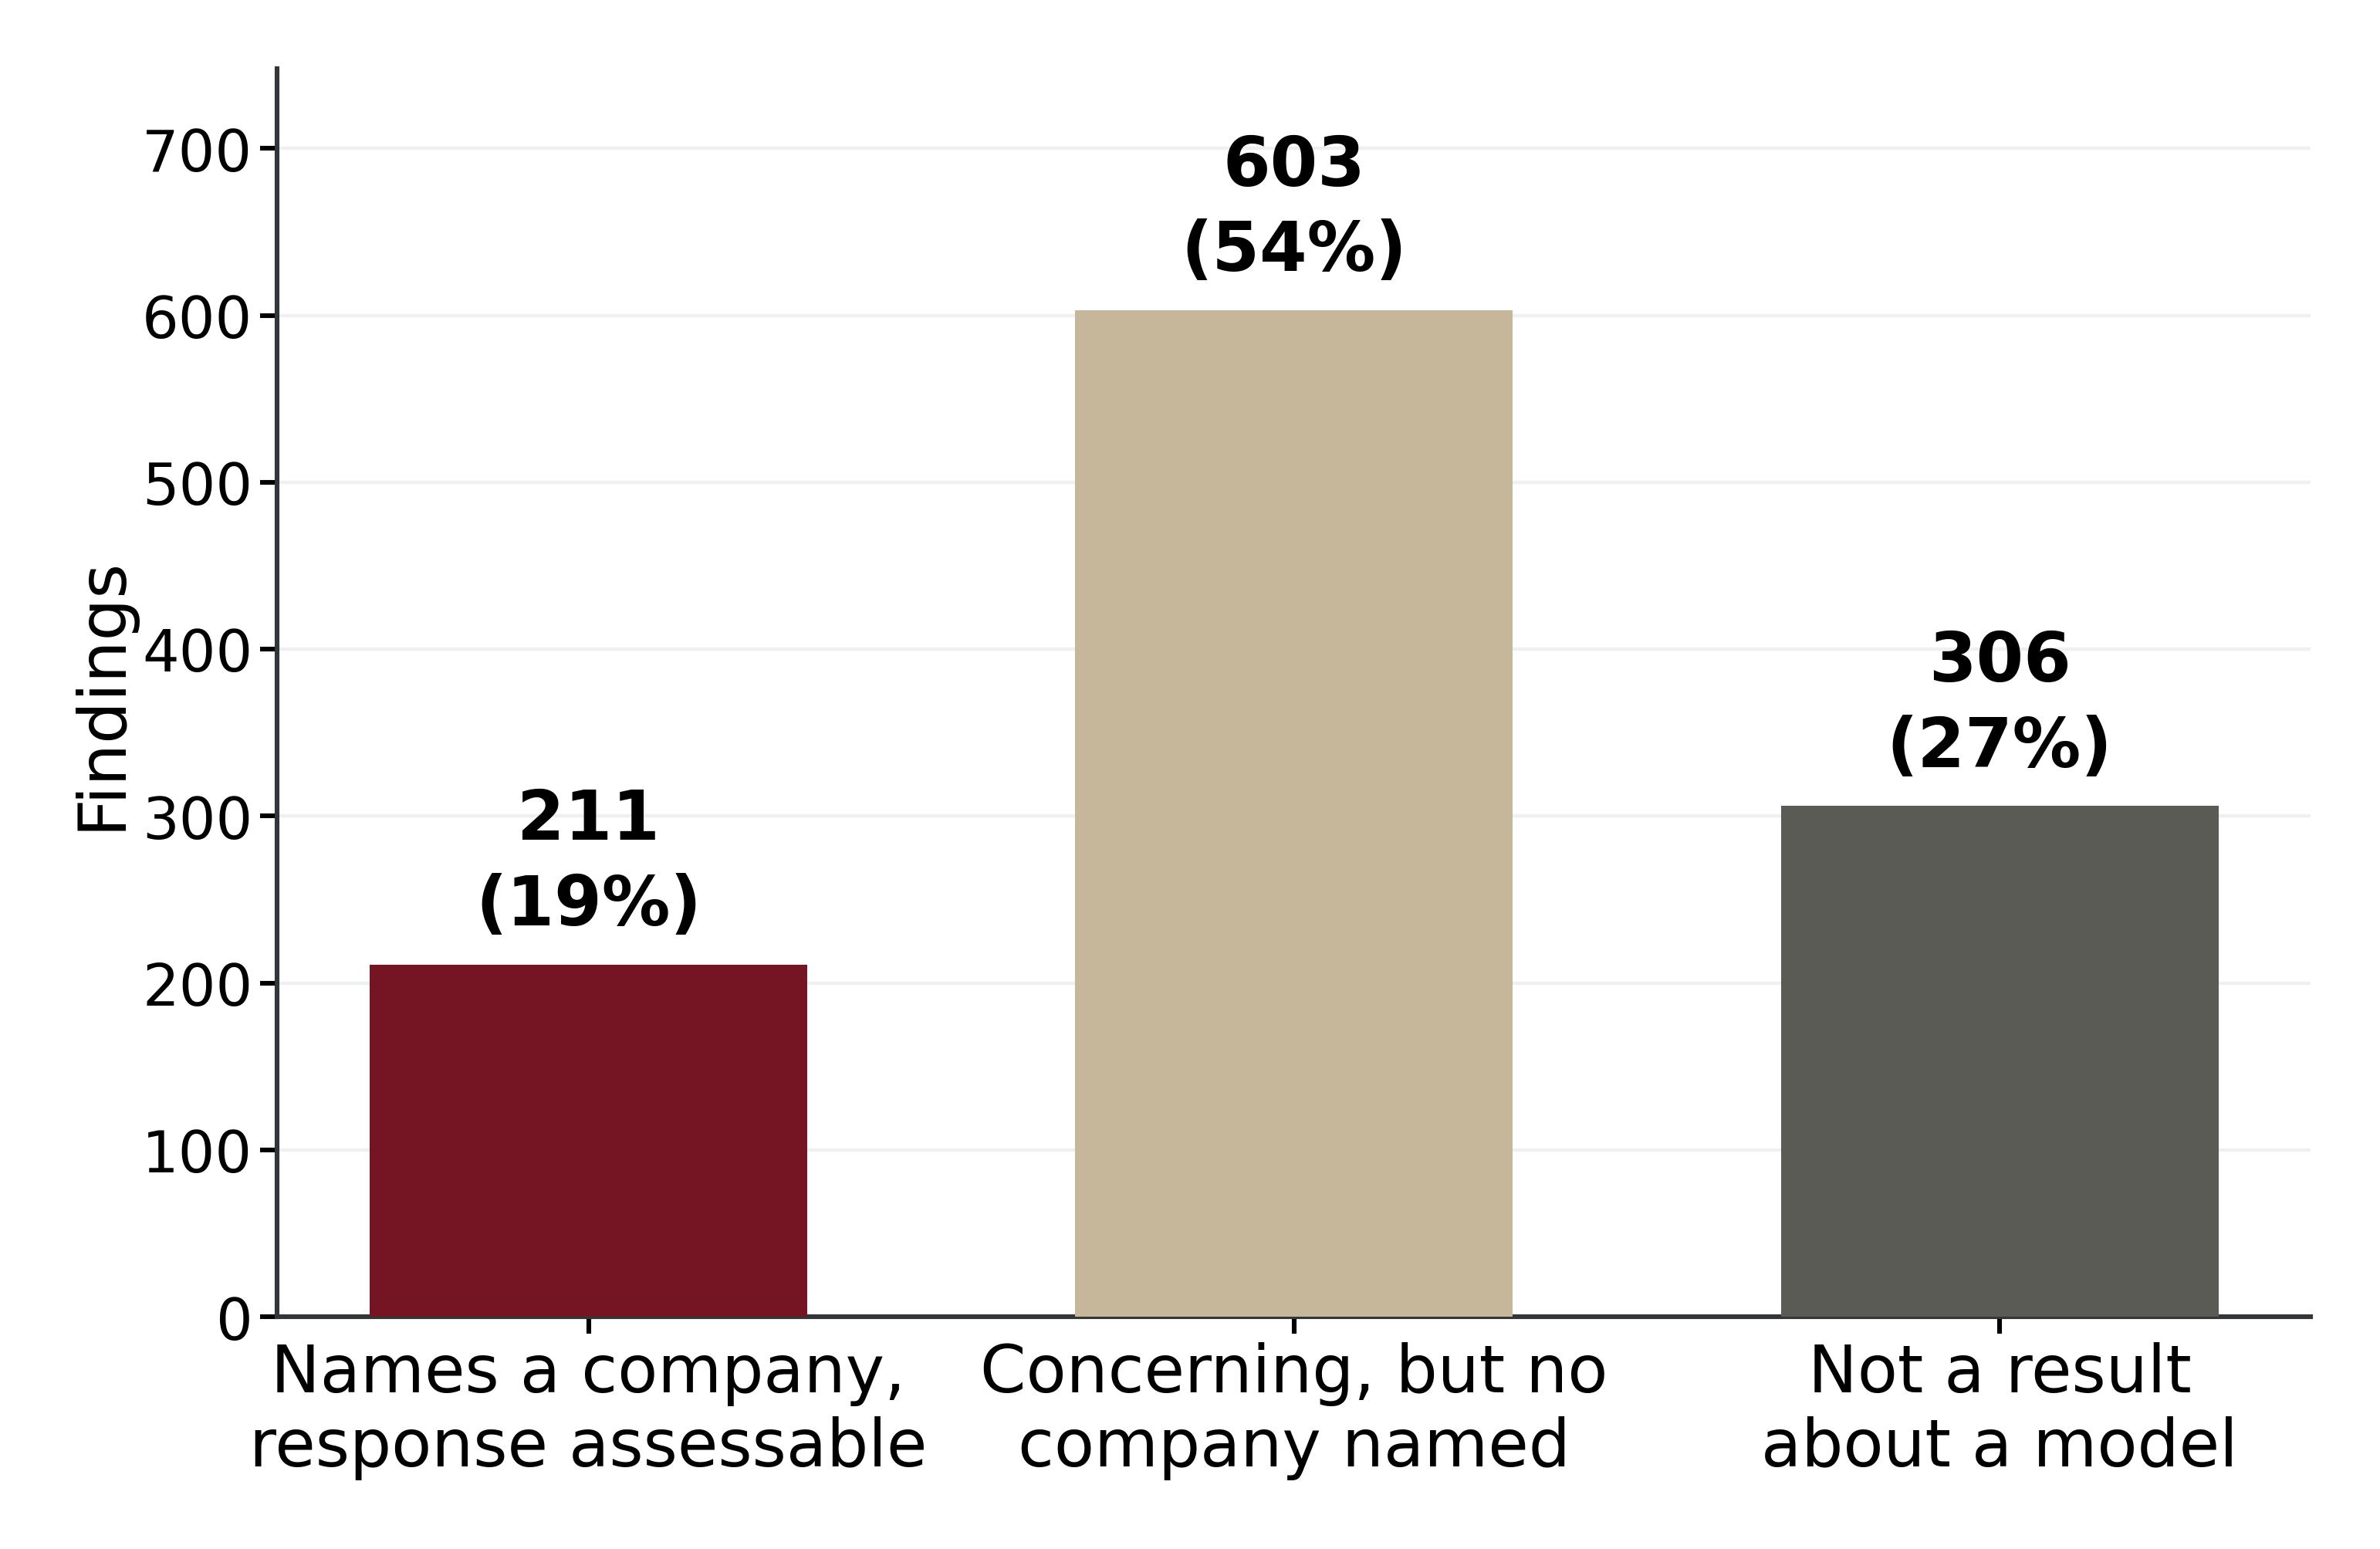 Findings
700
600
500
400
300
200
100
0
211
(19%)
603
(54%)
306
(27%)
Names a company,
response assessable
Concerning, but no
company named
Not a result
about a model